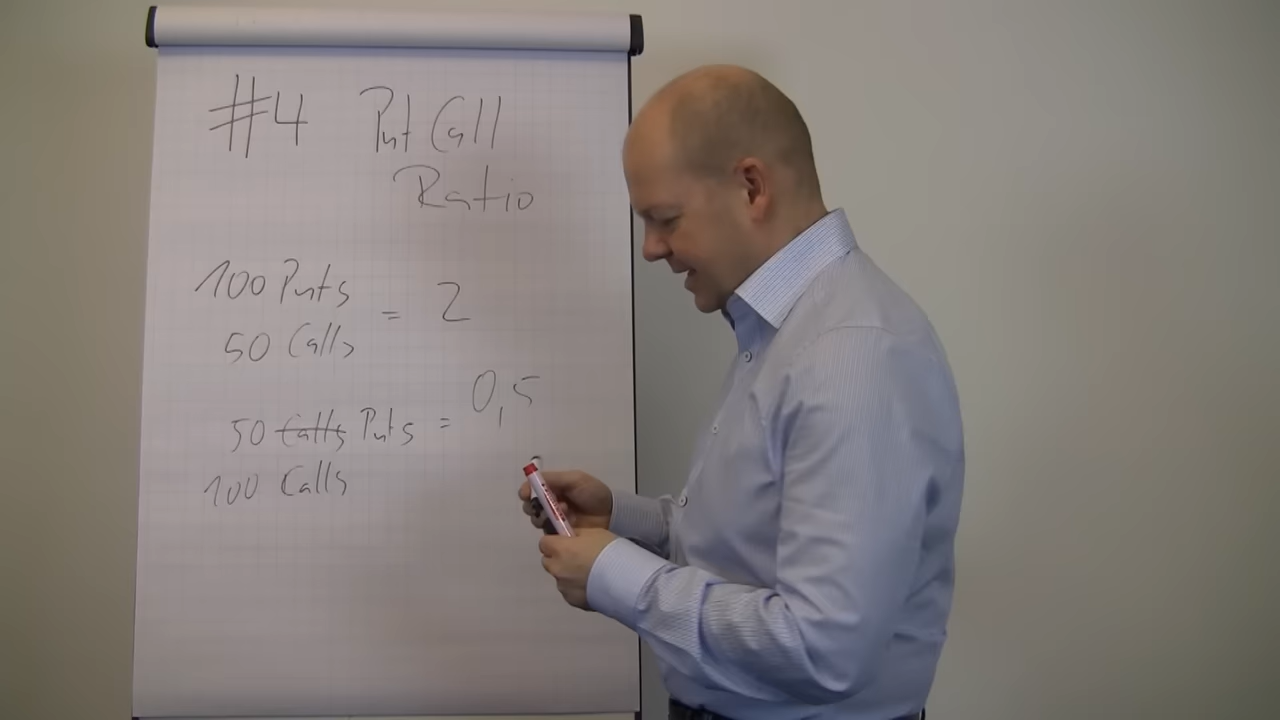 #4 Put Call
Ratio
100 Puts
= 2
50 Calls
0,5
50 Calls Puts =
100 Calls